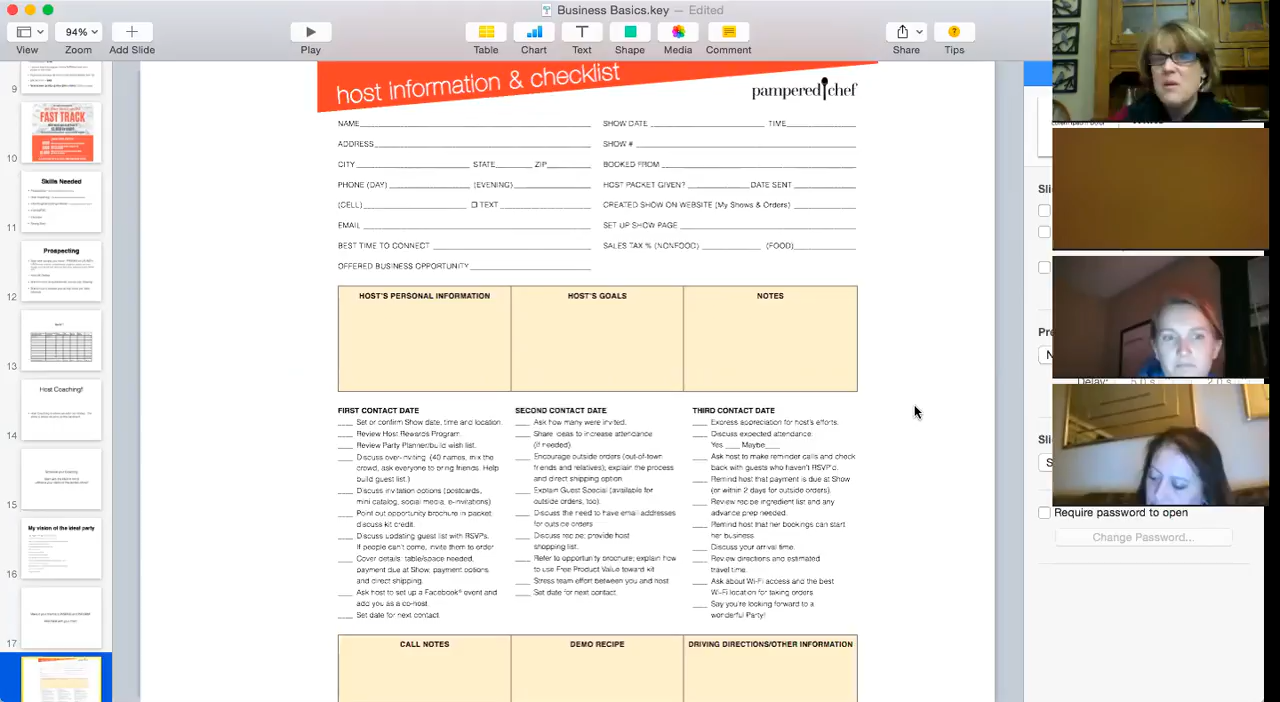 Business Basics.key — Edited
View
94%
Zoom
Add Slide
Play
Table
Chart
Text
Shape
Media
Comment
Share
Tips
9
FAST TRACK
10
Skills Needed
11
Prospecting
12
13
Host Coaching!!
14
15
My vision of the ideal party
16
17
host information & checklist
pampered chef
NAME
SHOW DATE TIME
ADDRESS
SHOW #
CITY STATE ZIP
BOOKED FROM
PHONE (DAY) (EVENING)
HOST PACKET GIVEN? DATE SENT
(CELL) TEXT
CREATED SHOW ON WEBSITE (My Shows & Orders)
EMAIL
SET UP SHOW PAGE
BEST TIME TO CONNECT
SALES TAX % (NONFOOD) (FOOD)
OFFERED BUSINESS OPPORTUNITY
HOST'S PERSONAL INFORMATION
HOST'S GOALS
NOTES
FIRST CONTACT DATE
Set or confirm Show date, time and location.
Review Host Rewards Program.
Review Party Planner/build wish list.
Discuss over-inviting (40 names, mix the
crowd, ask everyone to bring friends. Help
build guest list.)
Discuss invitation options (postcards,
mini catalog, social media, e-invitations)
Point out opportunity brochure in packet
discuss kit credit.
Discuss updating guest list with RSVPs.
If people can't come, invite them to order
Cover details: table/space needed,
payment due at Show, payment options
and direct shipping.
Ask host to set up a Facebook® event and
add you as a co-host.
Set date for next contact.
SECOND CONTACT DATE
Ask how many were invited.
Share ideas to increase attendance
(if needed)
Encourage outside orders (out-of-town
friends and relatives), explain the process
and direct shipping option
Explain Guest Special (available for
outside orders, too).
Discuss the need to have email addresses
for outside orders
Discuss recipe; provide host
shopping list.
Refer to opportunity brochure; explain how
to use Free Product Value toward kit
Stress team effort between you and host
Set date for next contact.
THIRD CONTACT DATE
Express appreciation for host's efforts.
Discuss expected attendance.
Yes Maybe
Ask host to make reminder calls and check
back with guests who haven't RSVP'd.
Remind host that payment is due at Show
(or within 2 days for outside orders).
Review recipe ingredient list and any
advance prep needed.
Remind host that her bookings can start
her business
Discuss your arrival time.
Review directions and estimated
travel time.
Ask about Wi-Fi access and the best
Wi-Fi location for taking orders
Say you're looking forward to a
wonderful Party!
CALL NOTES
DEMO RECIPE
DRIVING DIRECTIONS/OTHER INFORMATION
Require password to open
Change Password...